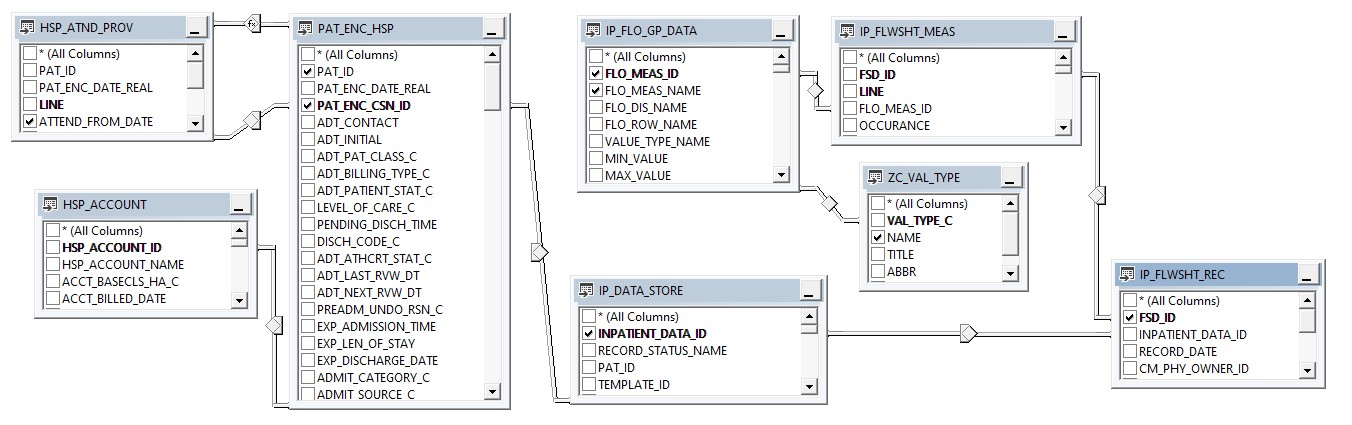 HSP_ATND_PROV
* (All Columns)
PAT_ID
PAT_ENC_DATE_REAL
LINE
ATTEND_FROM_DATE
fx
HSP_ACCOUNT
* (All Columns)
HSP_ACCOUNT_ID
HSP_ACCOUNT_NAME
ACCT_BASECLS_HA_C
ACCT_BILLED_DATE
PAT_ENC_HSP
* (All Columns)
PAT_ID
PAT_ENC_DATE_REAL
PAT_ENC_CSN_ID
ADT_CONTACT
ADT_INITIAL
ADT_PAT_CLASS_C
ADT_BILLING_TYPE_C
ADT_PATIENT_STAT_C
LEVEL_OF_CARE_C
PENDING_DISCH_TIME
DISCH_CODE_C
ADT_ATHCRT_STAT_C
ADT_LAST_RVW_DT
ADT_NEXT_RVW_DT
PREADM_UNDO_RSN_C
EXP_ADMISSION_TIME
EXP_LEN_OF_STAY
EXP_DISCHARGE_DATE
ADMIT_CATEGORY_C
ADMIT_SOURCE_C
IP_FLO_GP_DATA
* (All Columns)
FLO_MEAS_ID
FLO_MEAS_NAME
FLO_DIS_NAME
FLO_ROW_NAME
VALUE_TYPE_NAME
MIN_VALUE
MAX_VALUE
IP_FLWSHT_MEAS
* (All Columns)
FSD_ID
LINE
FLO_MEAS_ID
OCCURANCE
ZC_VAL_TYPE
* (All Columns)
VAL_TYPE_C
NAME
TITLE
ABBR
IP_DATA_STORE
* (All Columns)
INPATIENT_DATA_ID
RECORD_STATUS_NAME
PAT_ID
TEMPLATE_ID
IP_FLWSHT_REC
* (All Columns)
FSD_ID
INPATIENT_DATA_ID
RECORD_DATE
CM_PHY_OWNER_ID